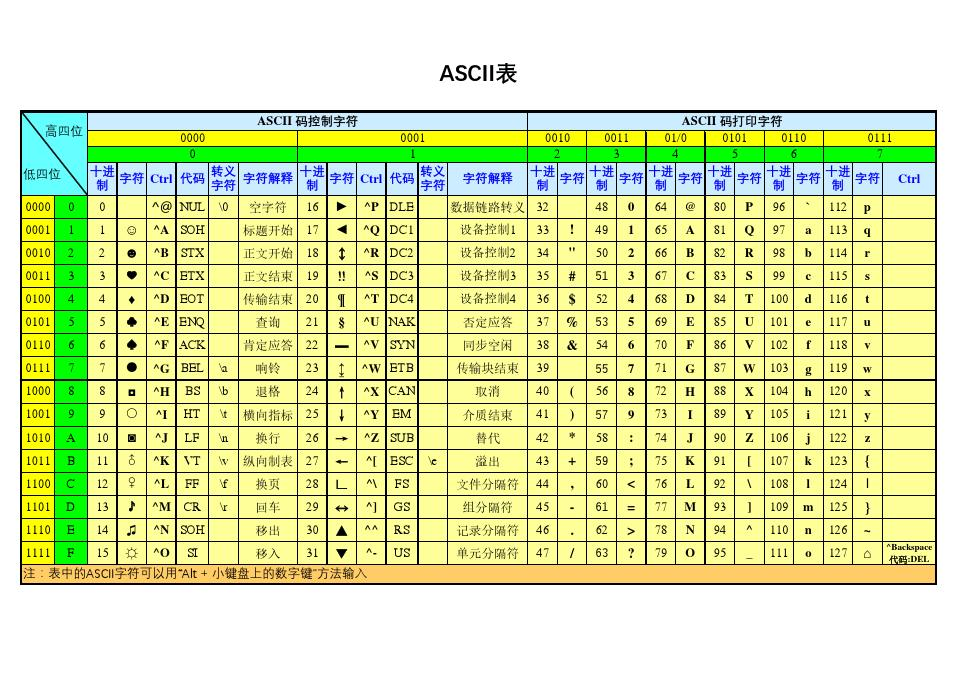 ASCII表
高四位 ASCII 码控制字符 ASCII 码打印字符
0000 0001 0010 0011 01/0 0101 0110 0111
低四位 0 1 2 3 4 5 6 7
十进制 字符 Ctrl 代码 转义字符 字符解释 十进制 字符 Ctrl 代码 转义字符 字符解释 十进制 字符 十进制 字符 十进制 字符 十进制 字符 十进制 字符 十进制 字符 Ctrl
0000 0 0 ^@ NUL \0 空字符 16 ► ^P DLE 数据链路转义 32 48 0 64 @ 80 P 96 ` 112 p
0001 1 1 ☺ ^A SOH 标题开始 17 ◄ ^Q DC1 设备控制1 33 ! 49 1 65 A 81 Q 97 a 113 q
0010 2 2 ☻ ^B STX 正文开始 18 ↕ ^R DC2 设备控制2 34 " 50 2 66 B 82 R 98 b 114 r
0011 3 3 ♥ ^C ETX 正文结束 19 ‼ ^S DC3 设备控制3 35 # 51 3 67 C 83 S 99 c 115 s
0100 4 4 ♦ ^D EOT 传输结束 20 ¶ ^T DC4 设备控制4 36 $ 52 4 68 D 84 T 100 d 116 t
0101 5 5 ♣ ^E ENQ 查询 21 § ^U NAK 否定应答 37 % 53 5 69 E 85 U 101 e 117 u
0110 6 6 ♠ ^F ACK 肯定应答 22 ▬ ^V SYN 同步空闲 38 & 54 6 70 F 86 V 102 f 118 v
0111 7 7 ● ^G BEL \a 响铃 23 ↨ ^W ETB 传输块结束 39 55 7 71 G 87 W 103 g 119 w
1000 8 8 ◘ ^H BS \b 退格 24 ↑ ^X CAN 取消 40 ( 56 8 72 H 88 X 104 h 120 x
1001 9 9 ○ ^I HT \t 横向指标 25 ↓ ^Y EM 介质结束 41 ) 57 9 73 I 89 Y 105 i 121 y
1010 A 10 ◙ ^J LF \n 换行 26 → ^Z SUB 替代 42 * 58 : 74 J 90 Z 106 j 122 z
1011 B 11 ♂ ^K VT \v 纵向制表 27 ← ^[ ESC \e 溢出 43 + 59 ; 75 K 91 [ 107 k 123 {
1100 C 12 ♀ ^L FF \f 换页 28 ∟ ^\ FS 文件分隔符 44 , 60 < 76 L 92 \ 108 l 124 |
1101 D 13 ♪ ^M CR \r 回车 29 ↔ ^] GS 组分隔符 45 - 61 = 77 M 93 ] 109 m 125 }
1110 E 14 ♫ ^N SOH 移出 30 ▲ ^^ RS 记录分隔符 46 . 62 > 78 N 94 ^ 110 n 126 ~
1111 F 15 ☼ ^O SI 移入 31 ▼ ^- US 单元分隔符 47 / 63 ? 79 O 95 _ 111 o 127 ⌂ ^Backspace 代码:DEL
注：表中的ASCII字符可以用"Alt + 小键盘上的数字键"方法输入